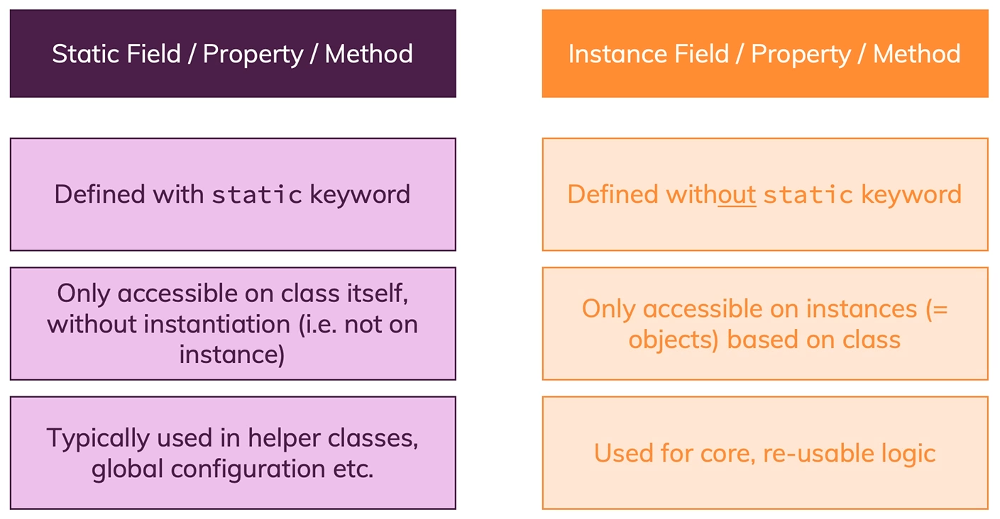 Static Field / Property / Method
Instance Field / Property / Method
Defined with static keyword
Defined without static keyword
Only accessible on class itself,
without instantiation (i.e. not on
instance)
Only accessible on instances (=
objects) based on class
Typically used in helper classes,
global configuration etc.
Used for core, re-usable logic